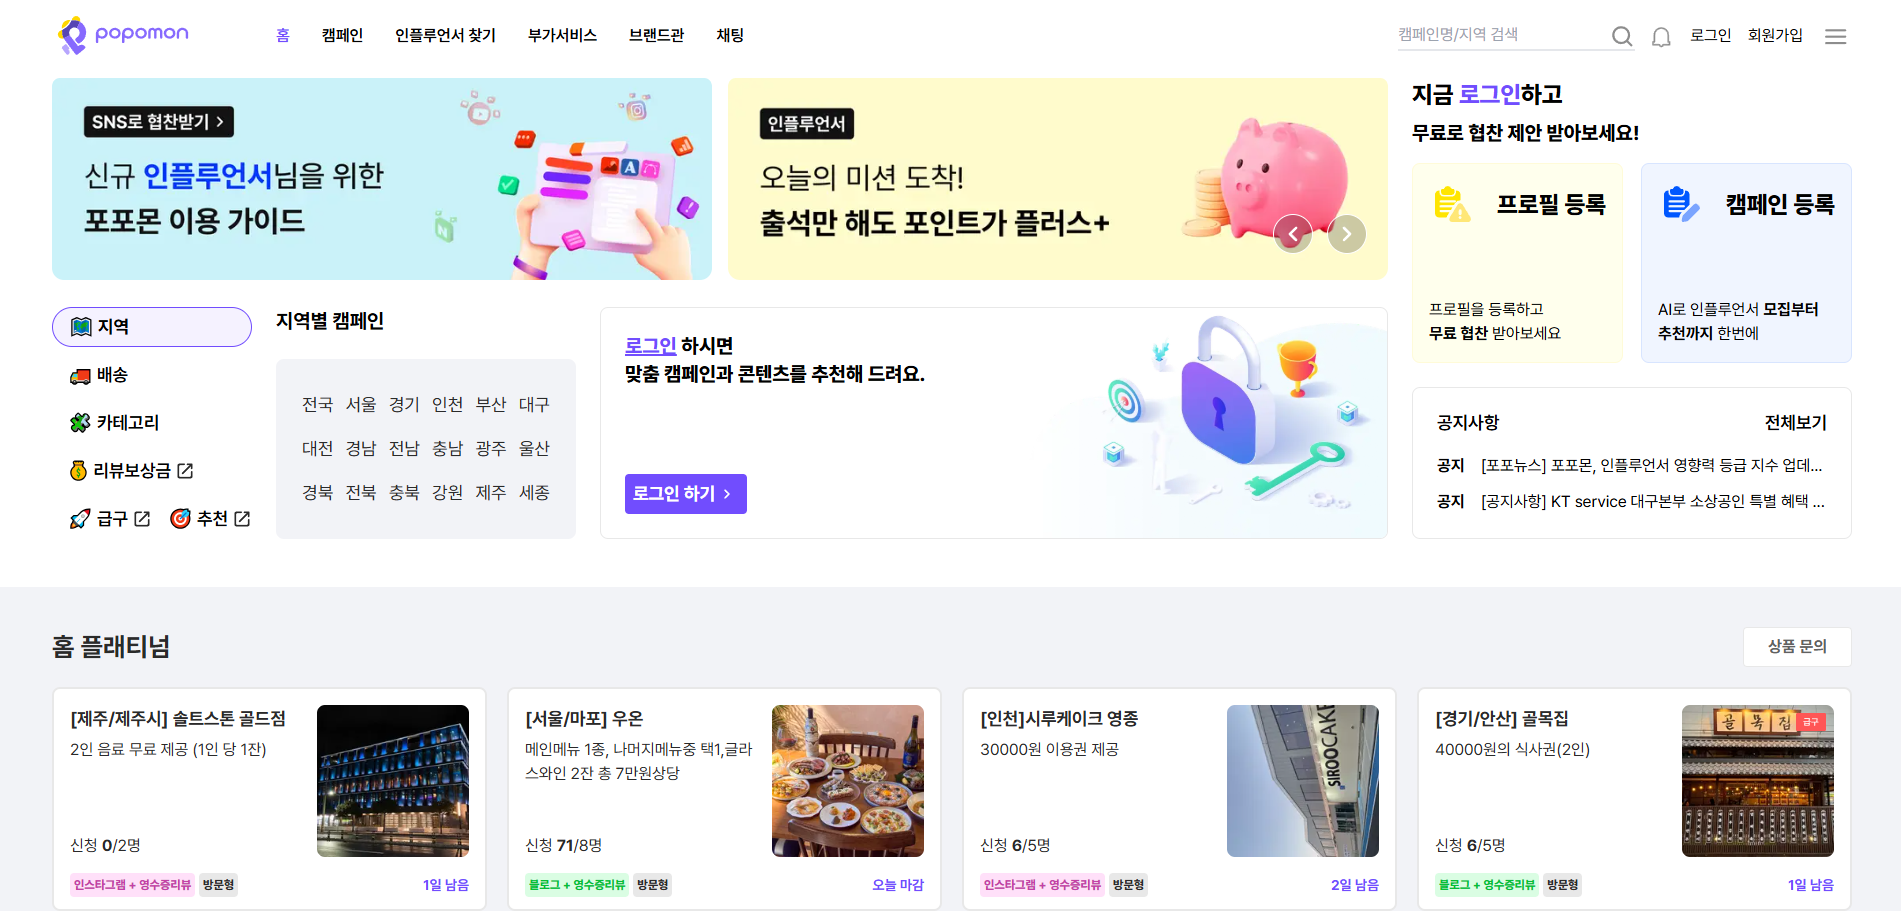 popomon
홈 캠페인 인플루언서 찾기 부가서비스 브랜드관 채팅
캠페인명/지역 검색
로그인 회원가입
SNS로 협찬받기 >
신규 인플루언서님을 위한
포포몬 이용 가이드
인플루언서
오늘의 미션 도착!
출석만 해도 포인트가 플러스+
지금 로그인하고
무료로 협찬 제안 받아보세요!
프로필 등록
프로필을 등록하고
무료 협찬 받아보세요
캠페인 등록
AI로 인플루언서 모집부터
추천까지 한번에
지역
배송
카테고리
리뷰보상금
급구 추천
지역별 캠페인
전국 서울 경기 인천 부산 대구
대전 경남 전남 충남 광주 울산
경북 전북 충북 강원 제주 세종
로그인 하시면
맞춤 캠페인과 콘텐츠를 추천해 드려요.
로그인 하기 >
공지사항 전체보기
공지 [포포뉴스] 포포몬, 인플루언서 영향력 등급 지수 업데...
공지 [공지사항] KT service 대구본부 소상공인 특별 혜택 ...
홈 플래티넘
상품 문의
[제주/제주시] 솔트스톤 골드점
2인 음료 무료 제공 (1인 당 1잔)
신청 0/2명
인스타그램 + 영수증리뷰 방문형
1일 남음
[서울/마포] 우온
메인메뉴 1종, 나머지메뉴중 택1,글라
스와인 2잔 총 7만원상당
신청 71/8명
블로그 + 영수증리뷰 방문형
오늘 마감
[인천]시루케이크 영종
30000원 이용권 제공
SIROOCAKE
신청 6/5명
인스타그램 + 영수증리뷰 방문형
2일 남음
[경기/안산] 골목집
40000원의 식사권(2인)
골목집
급구
신청 6/5명
블로그 + 영수증리뷰 방문형
1일 남음